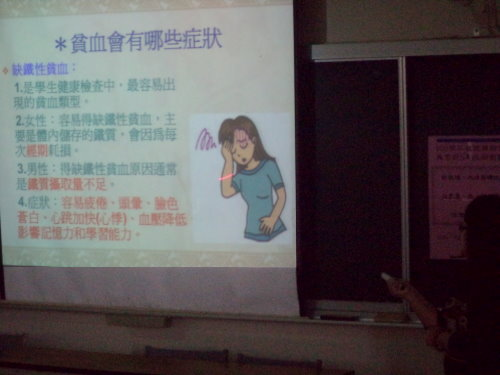 ＊貧血會有哪些症狀
缺鐵性貧血：
1.是學生健康檢查中，最容易出
現的貧血類型。
2.女性：容易得缺鐵性貧血，主
要是體內儲存的鐵質，會因為每
次經期耗損。
3.男性：得缺鐵性貧血原因通常
是鐵質攝取量不足。
4.症狀：容易疲倦、頭暈、臉色
蒼白、心跳加快(心悸)、血壓降低
影響記憶力和學習能力。